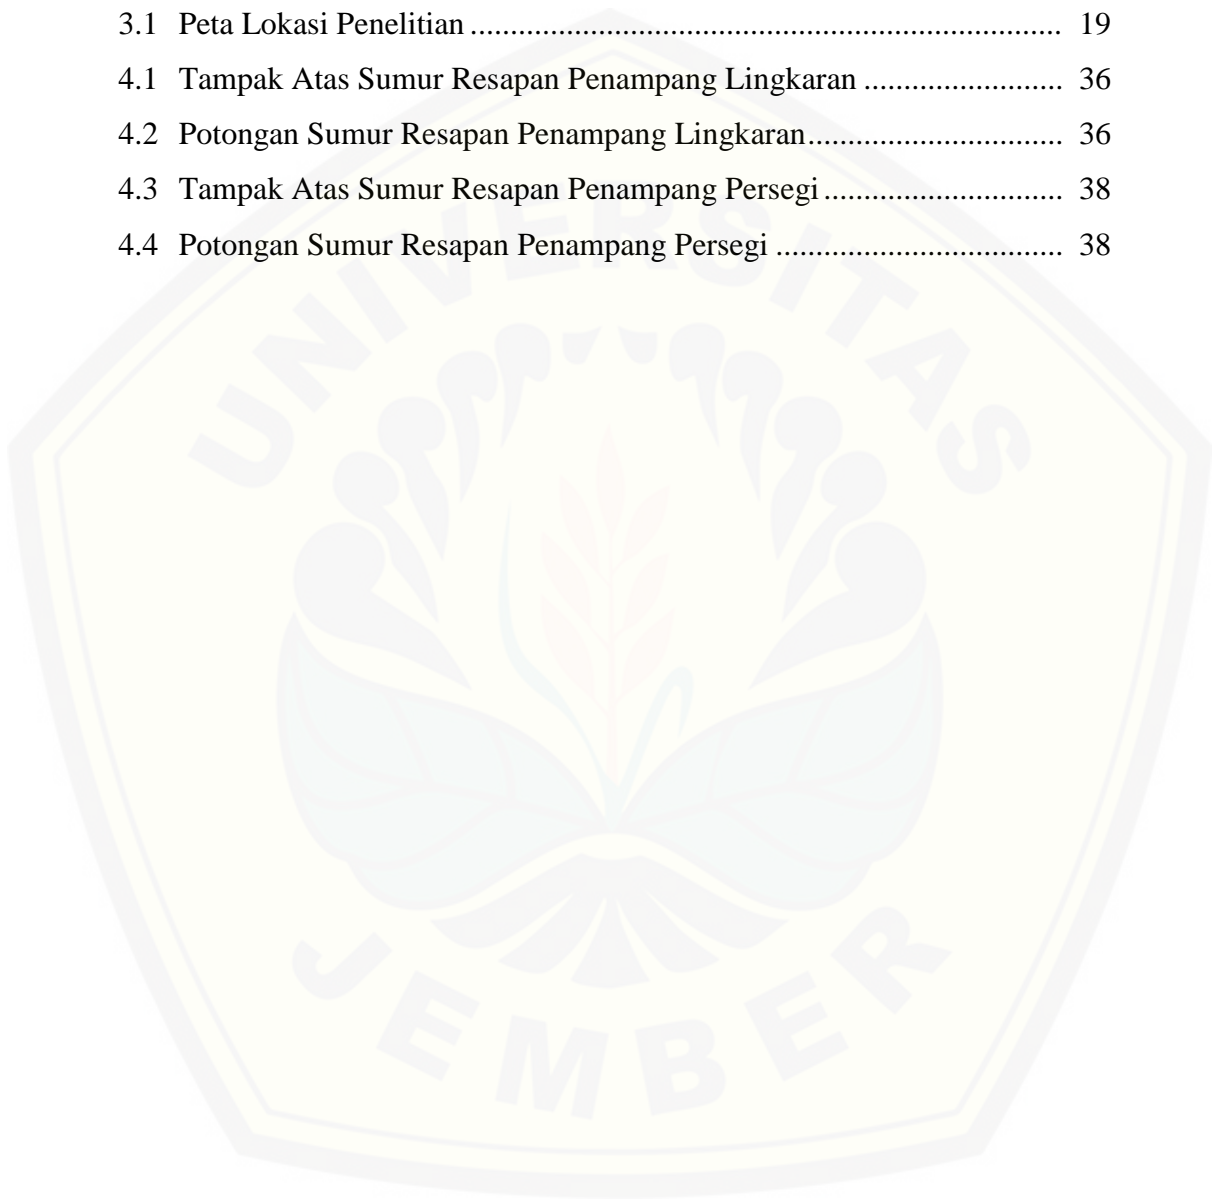 3.1 Peta Lokasi Penelitian .......................................................................... 19
4.1 Tampak Atas Sumur Resapan Penampang Lingkaran ......................... 36
4.2 Potongan Sumur Resapan Penampang Lingkaran................................ 36
4.3 Tampak Atas Sumur Resapan Penampang Persegi .............................. 38
4.4 Potongan Sumur Resapan Penampang Persegi .................................... 38
UNIVERSITAS
JEMBER